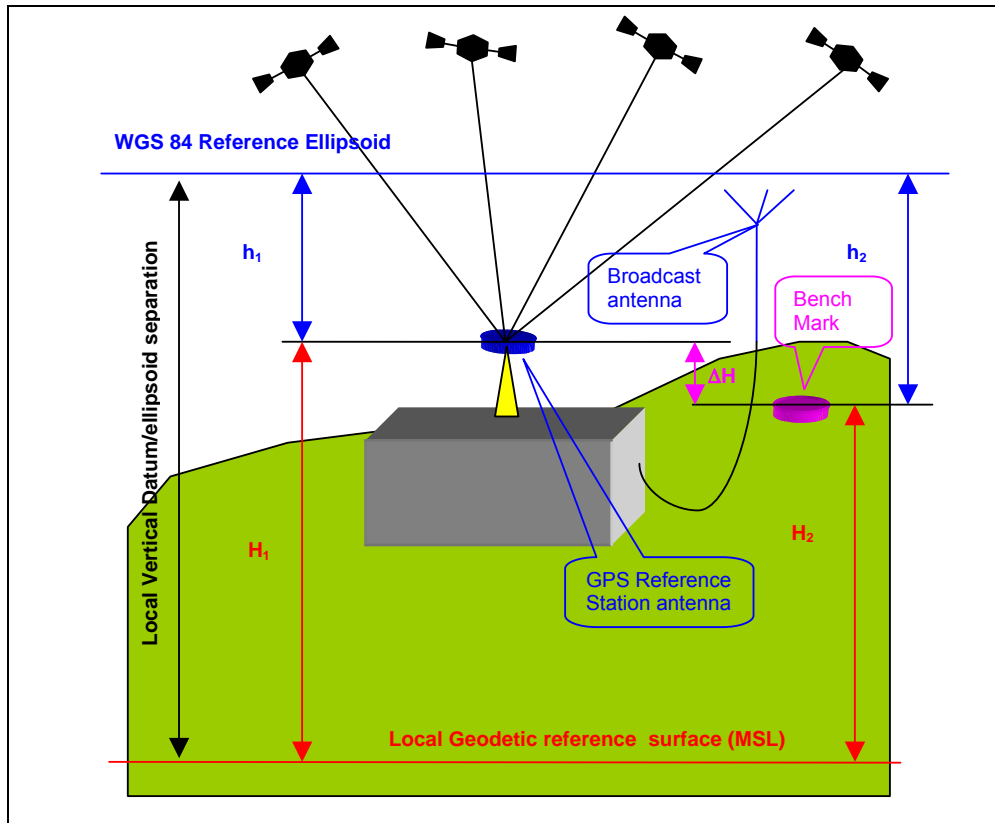 WGS 84 Reference Ellipsoid
Local Vertical Datum/ellipsoid separation
h₁
Broadcast
antenna
h₂
Bench
Mark
ΔH
H₁
H₂
GPS Reference
Station antenna
Local Geodetic reference surface (MSL)